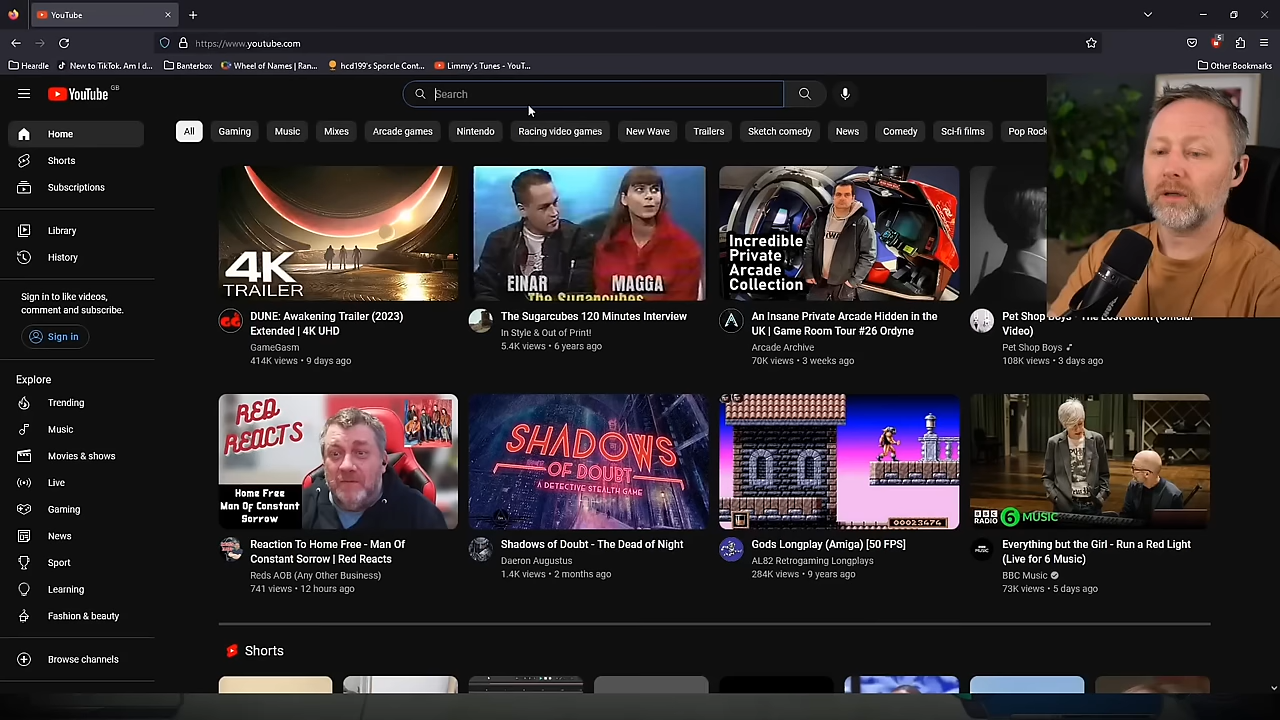 YouTube
https://www.youtube.com
5
Heardle
New to TikTok. Am I d...
Banterbox
Wheel of Names | Ran...
hcd199's Sporcle Cont...
Limmy's Tunes - YouT...
Other Bookmarks
YouTube GB
Search
All
Gaming
Music
Mixes
Arcade games
Nintendo
Racing video games
New Wave
Trailers
Sketch comedy
News
Comedy
Sci-fi films
Pop Rock
Home
Shorts
Subscriptions
Library
History
Sign in to like videos,
comment, and subscribe.
Sign in
Explore
Trending
Music
Movies & shows
Live
Gaming
News
Sport
Learning
Fashion & beauty
Browse channels
4K
TRAILER
DUNE: Awakening Trailer (2023)
Extended | 4K UHD
GameGasm
414K views • 9 days ago
EINAR
MAGGA
The Sugarcubes
The Sugarcubes 120 Minutes Interview
In Style & Out of Print!
5.4K views • 6 years ago
Incredible
Private
Arcade
Collection
An Insane Private Arcade Hidden in the
UK | Game Room Tour #26 Ordyne
Arcade Archive
70K views • 3 weeks ago
Pet Shop Boys - The Lost Room (Official
Video)
Pet Shop Boys
108K views • 3 days ago
RED
REACTS
Home Free
Man Of Constant
Sorrow
Reaction To Home Free - Man Of
Constant Sorrow | Red Reacts
Reds AOB (Any Other Business)
741 views • 12 hours ago
SHADOWS
OF DOUBT
A DETECTIVE STEALTH GAME
Shadows of Doubt - The Dead of Night
Daeron Augustus
1.4K views • 2 months ago
00023676
Gods Longplay (Amiga) [50 FPS]
AL82 Retrogaming Longplays
284K views • 9 years ago
BBC
RADIO 6 MUSIC
Everything but the Girl - Run a Red Light
(Live for 6 Music)
BBC Music
73K views • 5 days ago
Shorts